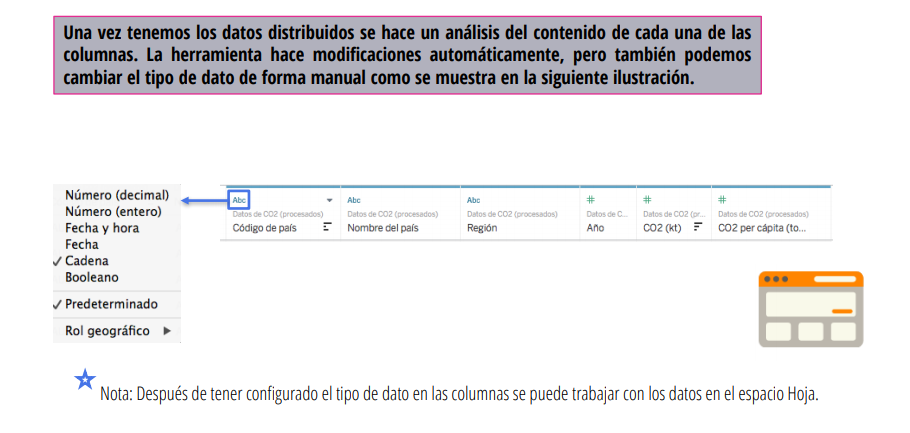 Una vez tenemos los datos distribuidos se hace un análisis del contenido de cada una de las
columnas. La herramienta hace modificaciones automáticamente, pero también podemos
cambiar el tipo de dato de forma manual como se muestra en la siguiente ilustración.
Número (decimal)
Número (entero)
Fecha y hora
Fecha
✓ Cadena
Booleano
✓ Predeterminado
Rol geográfico ▶
Abc
Datos de CO2 (procesados)
Código de país
Abc
Datos de CO2 (procesados)
Nombre del país
Abc
Datos de CO2 (procesados)
Región
#
Datos de C...
Año
#
Datos de CO2 (pr...
CO2 (kt)
#
Datos de CO2 (procesados)
CO2 per cápita (to...
Nota: Después de tener configurado el tipo de dato en las columnas se puede trabajar con los datos en el espacio Hoja.